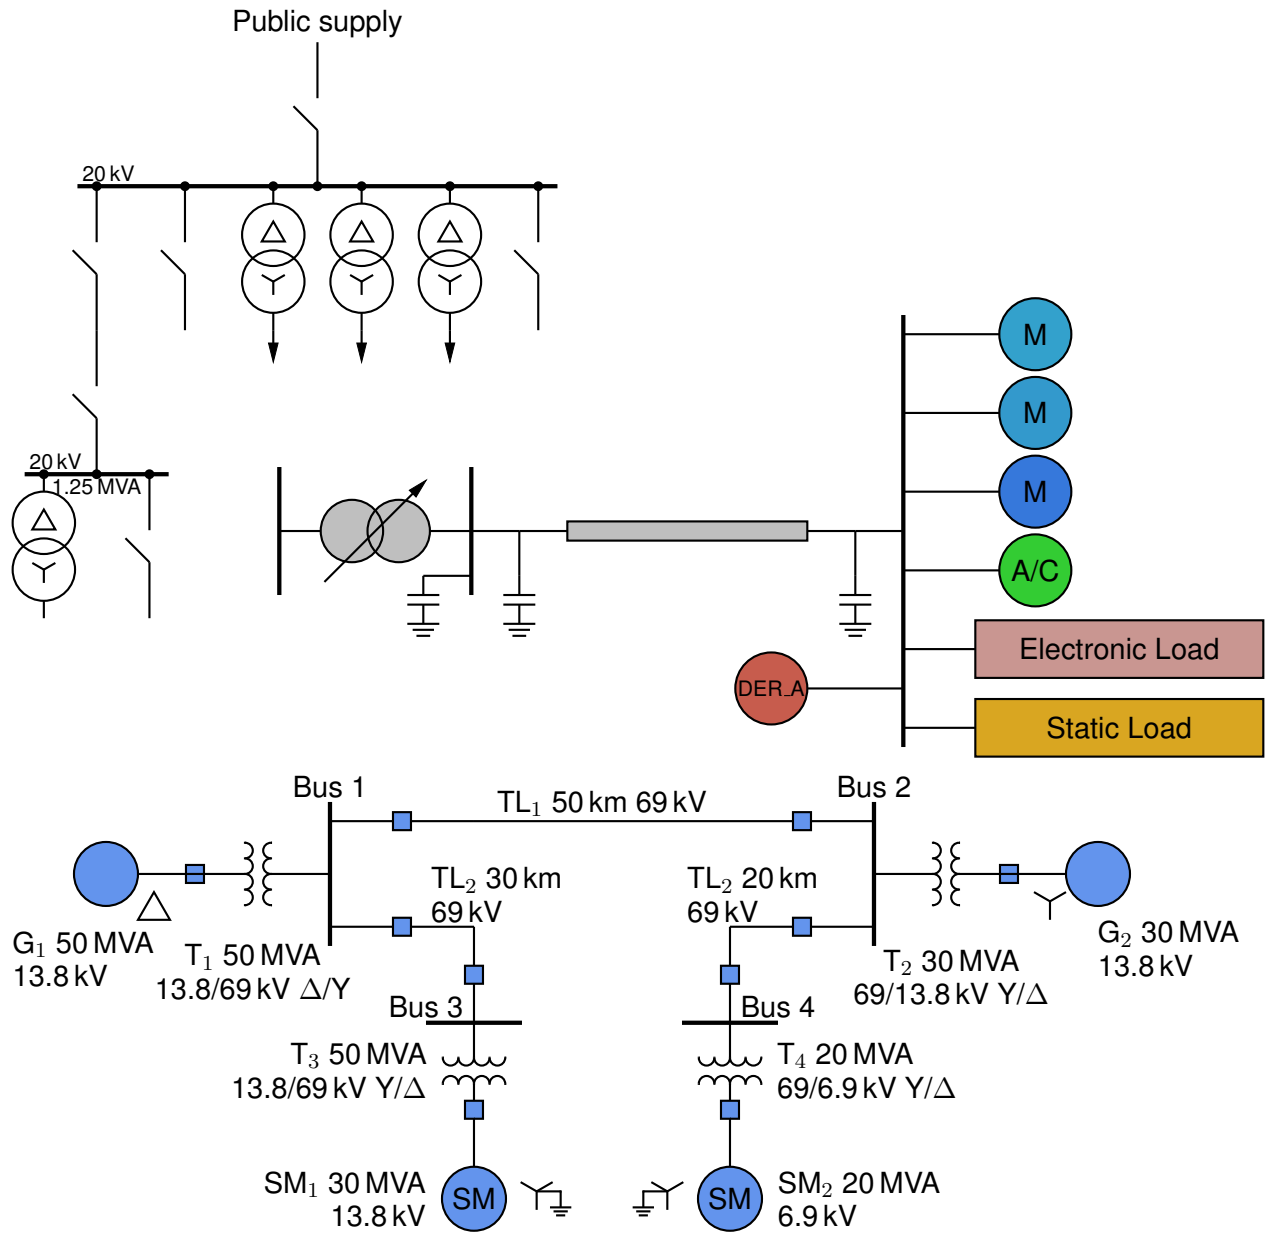 Public supply
20 kV
20 kV
1.25 MVA
M
M
M
A/C
Electronic Load
DER_A
Static Load
Bus 1
Bus 2
TL₁ 50 km 69 kV
TL₂ 30 km
69 kV
TL₂ 20 km
69 kV
G₁ 50 MVA
13.8 kV
T₁ 50 MVA
13.8/69 kV Δ/Y
T₂ 30 MVA
69/13.8 kV Y/Δ
G₂ 30 MVA
13.8 kV
Bus 3
Bus 4
T₃ 50 MVA
13.8/69 kV Y/Δ
T₄ 20 MVA
69/6.9 kV Y/Δ
SM₁ 30 MVA
13.8 kV
SM
SM
SM₂ 20 MVA
6.9 kV